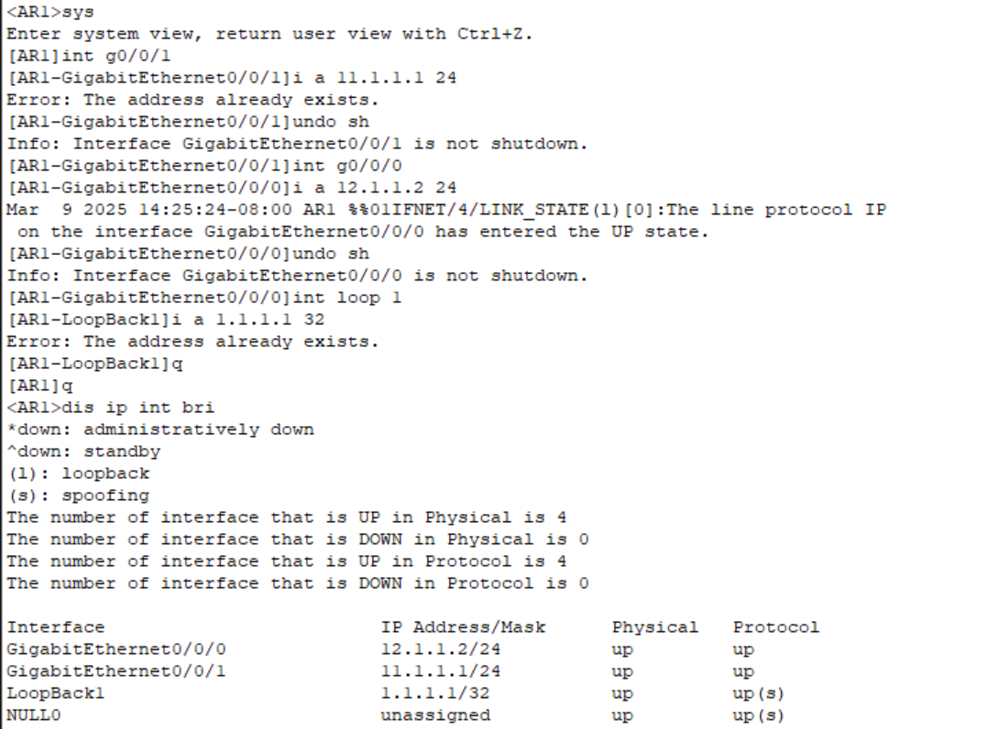 <AR1>sys
Enter system view, return user view with Ctrl+Z.
[AR1]int g0/0/1
[AR1-GigabitEthernet0/0/1]i a 11.1.1.1 24
Error: The address already exists.
[AR1-GigabitEthernet0/0/1]undo sh
Info: Interface GigabitEthernet0/0/1 is not shutdown.
[AR1-GigabitEthernet0/0/1]int g0/0/0
[AR1-GigabitEthernet0/0/0]i a 12.1.1.2 24
Mar  9 2025 14:25:24-08:00 AR1 %%01IFNET/4/LINK_STATE(l)[0]:The line protocol IP
 on the interface GigabitEthernet0/0/0 has entered the UP state.
[AR1-GigabitEthernet0/0/0]undo sh
Info: Interface GigabitEthernet0/0/0 is not shutdown.
[AR1-GigabitEthernet0/0/0]int loop 1
[AR1-LoopBack1]i a 1.1.1.1 32
Error: The address already exists.
[AR1-LoopBack1]q
[AR1]q
<AR1>dis ip int bri
*down: administratively down
^down: standby
(l): loopback
(s): spoofing
The number of interface that is UP in Physical is 4
The number of interface that is DOWN in Physical is 0
The number of interface that is UP in Protocol is 4
The number of interface that is DOWN in Protocol is 0
Interface                         IP Address/Mask      Physical   Protocol
GigabitEthernet0/0/0              12.1.1.2/24          up         up
GigabitEthernet0/0/1              11.1.1.1/24          up         up
LoopBack1                         1.1.1.1/32           up         up(s)
NULL0                             unassigned           up         up(s)